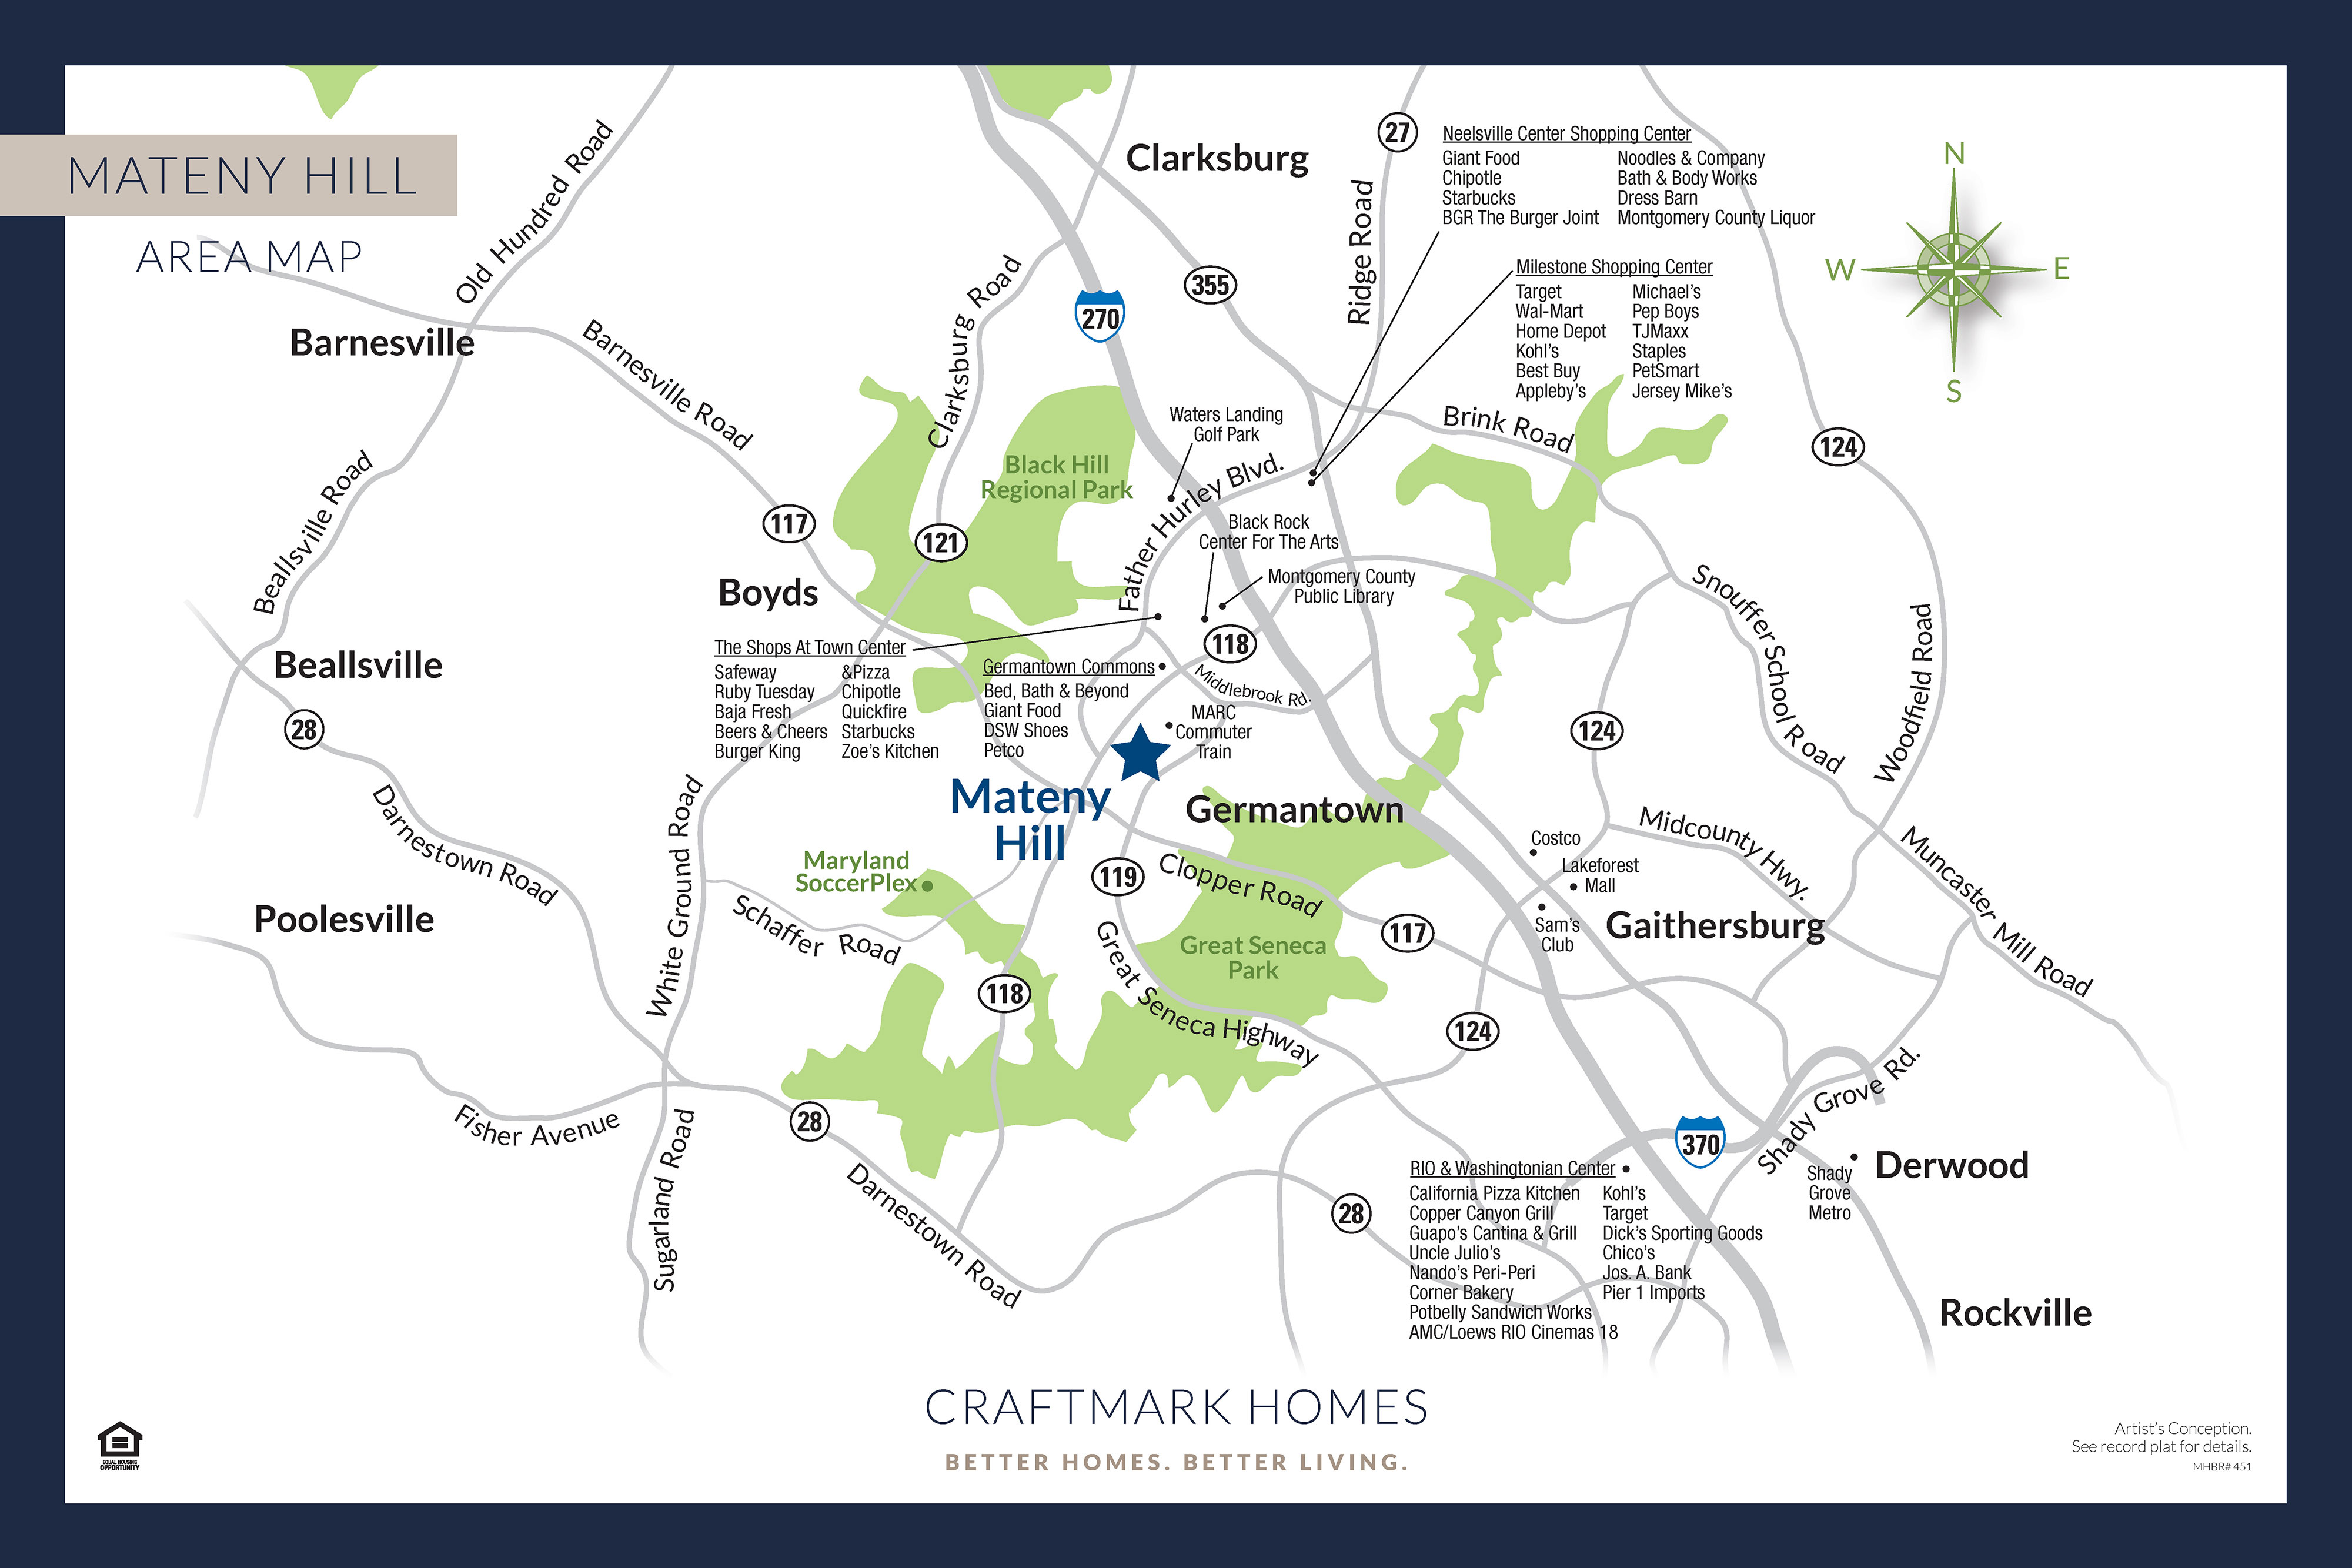 MATENY HILL
AREA MAP
Old Hundred Road
Clarksburg
27
Ridge Road
Neelsville Center Shopping Center
Giant Food
Chipotle
Starbucks
BGR The Burger Joint
Noodles & Company
Bath & Body Works
Dress Barn
Montgomery County Liquor
Milestone Shopping Center
Target
Wal-Mart
Home Depot
Kohl's
Best Buy
Appleby's
Michael's
Pep Boys
TJMaxx
Staples
PetSmart
Jersey Mike's
N
W
E
S
355
270
Clarksburg Road
Barnesville
Barnesville Road
Waters Landing
Golf Park
Brink Road
124
Beallsville Road
Black Hill
Regional Park
Father Hurley Blvd.
117
121
Black Rock
Center For The Arts
Montgomery County
Public Library
Boyds
118
Snouffer School Road
Woodfield Road
Beallsville
28
The Shops At Town Center
Safeway
Ruby Tuesday
Baja Fresh
Beers & Cheers
Burger King
&Pizza
Chipotle
Quickfire
Starbucks
Zoe's Kitchen
Germantown Commons
Bed, Bath & Beyond
Giant Food
DSW Shoes
Petco
Middlebrook Rd.
MARC
Commuter
Train
124
Mateny
Hill
Germantown
Darnestown Road
White Ground Road
Maryland
SoccerPlex
119
Clopper Road
Costco
Lakeforest
Mall
Sam's
Club
Midcounty Hwy.
Muncaster Mill Road
Gaithersburg
Poolesville
Schaffer Road
Great Seneca
Park
117
118
Great Seneca Highway
124
Fisher Avenue
28
Sugarland Road
Darnestown Road
28
370
Shady Grove Rd.
Shady
Grove
Metro
Derwood
RIO & Washingtonian Center
California Pizza Kitchen
Copper Canyon Grill
Guapo's Cantina & Grill
Uncle Julio's
Nando's Peri-Peri
Corner Bakery
Potbelly Sandwich Works
AMC/Loews RIO Cinemas 18
Kohl's
Target
Dick's Sporting Goods
Chico's
Jos. A. Bank
Pier 1 Imports
Rockville
CRAFTMARK HOMES
BETTER HOMES. BETTER LIVING.
EQUAL HOUSING
OPPORTUNITY
Artist's Conception.
See record plat for details.
MHBR# 451